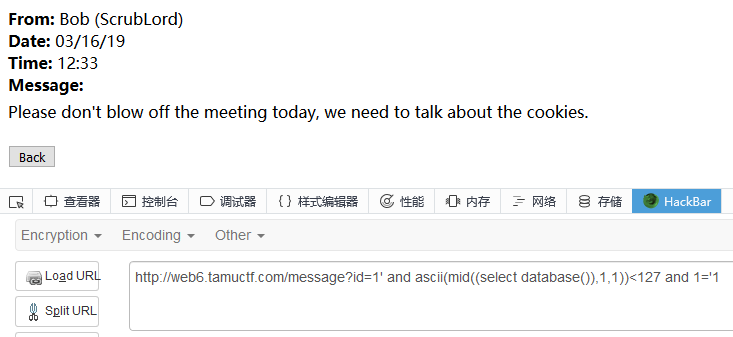 From: Bob (ScrubLord)
Date: 03/16/19
Time: 12:33
Message:
Please don't blow off the meeting today, we need to talk about the cookies.
Back
查看器 控制台 调试器 { } 样式编辑器 性能 内存 网络 存储 HackBar
Encryption Encoding Other
Load URL
http://web6.tamuctf.com/message?id=1' and ascii(mid((select database()),1,1))<127 and 1='1
Split URL